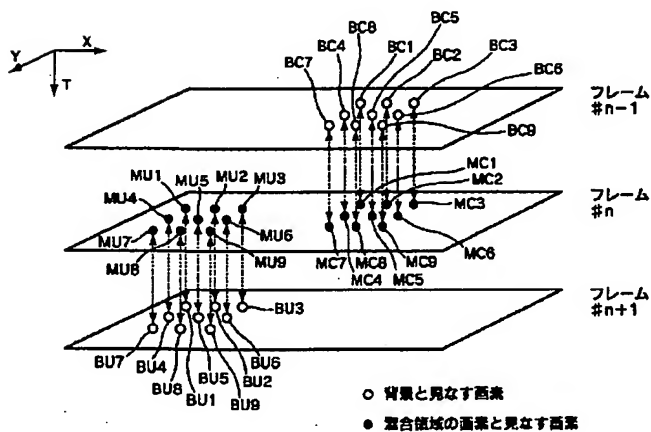 Y
X
T
BC8
BC5
BC4
BC1
BC2
BC3
BC7
BC6
フレーム
#n-1
BC9
MC1
MC2
MC3
フレーム
#n
MU1
MU2
MU3
MU5
MU4
MU7
MU6
MU8
MU9
MC7
MC8
MC9
MC6
MC4
MC5
フレーム
#n+1
BU3
BU7
BU4
BU8
BU1
BU5
BU9
BU2
BU6
○ 背景と見なす画素
● 混合領域の画素と見なす画素